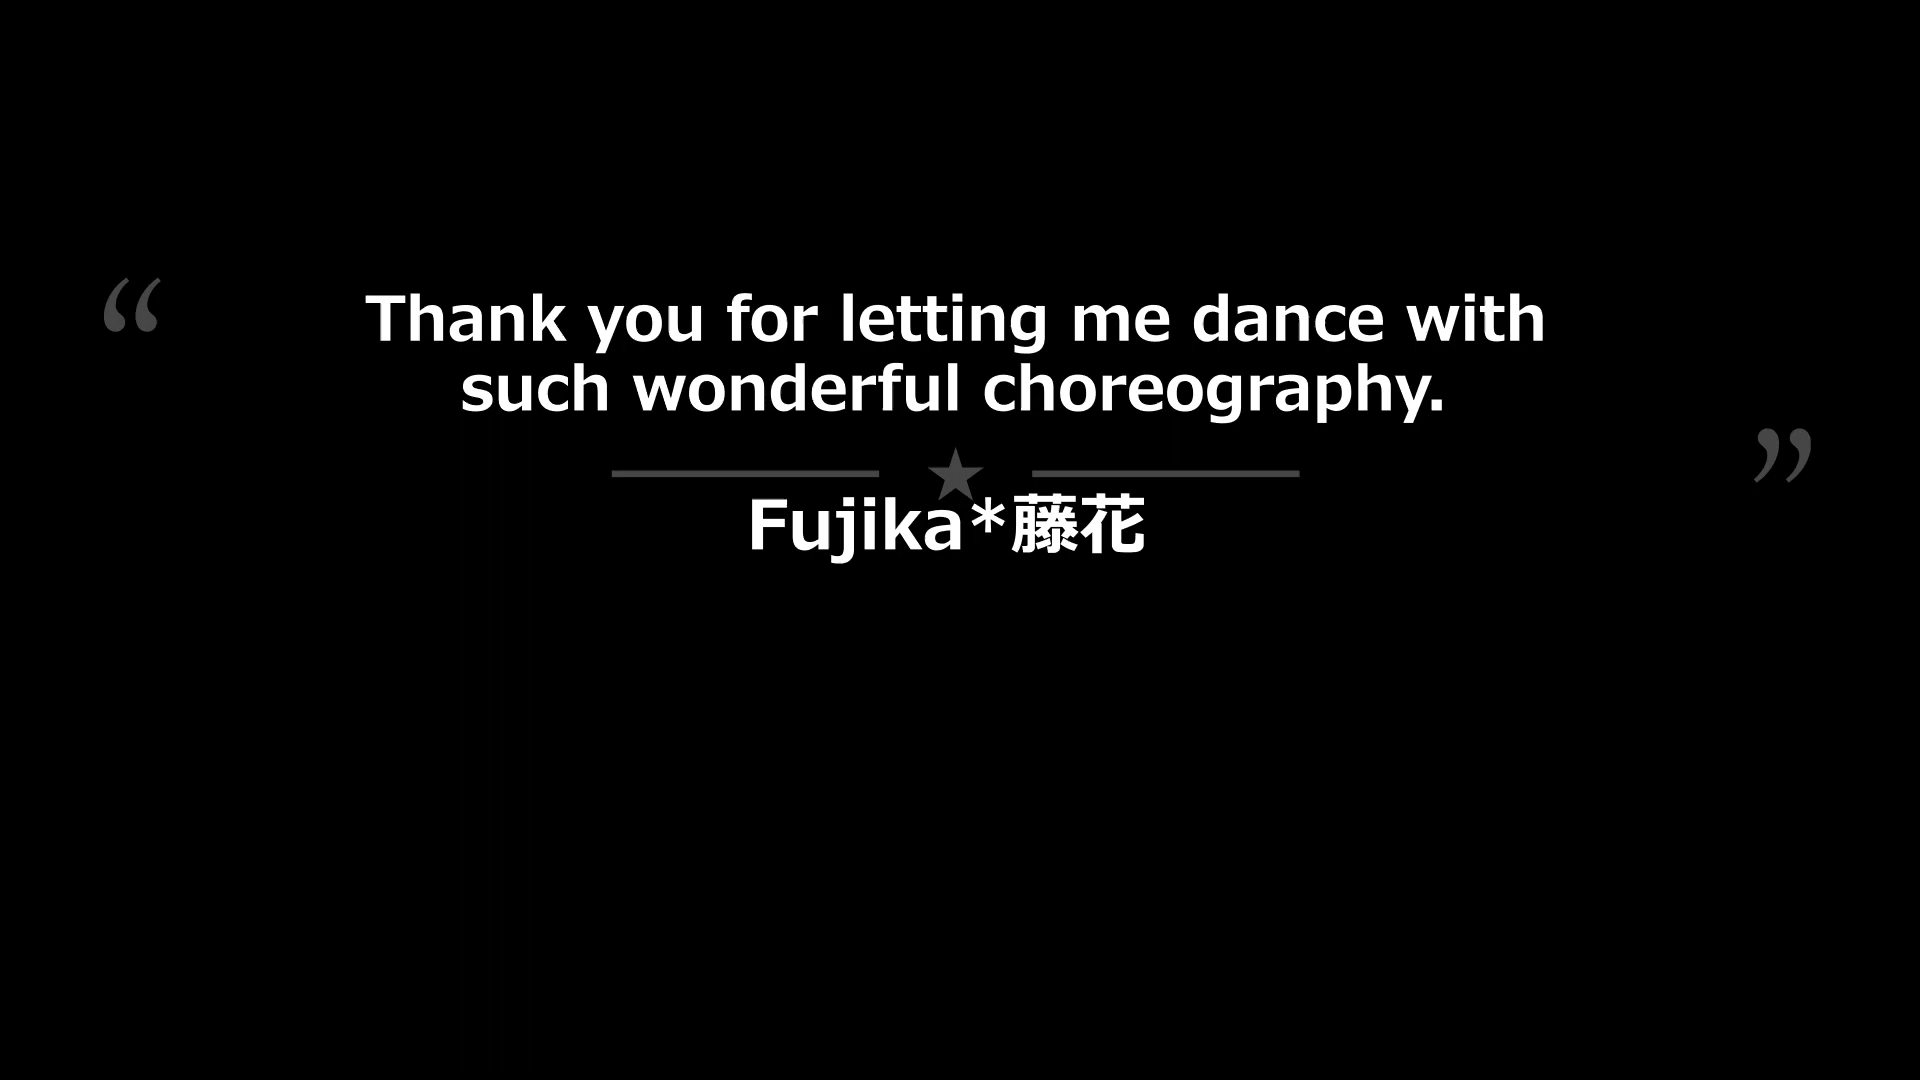 “
Thank you for letting me dance with
such wonderful choreography.
”
★
Fujika*藤花